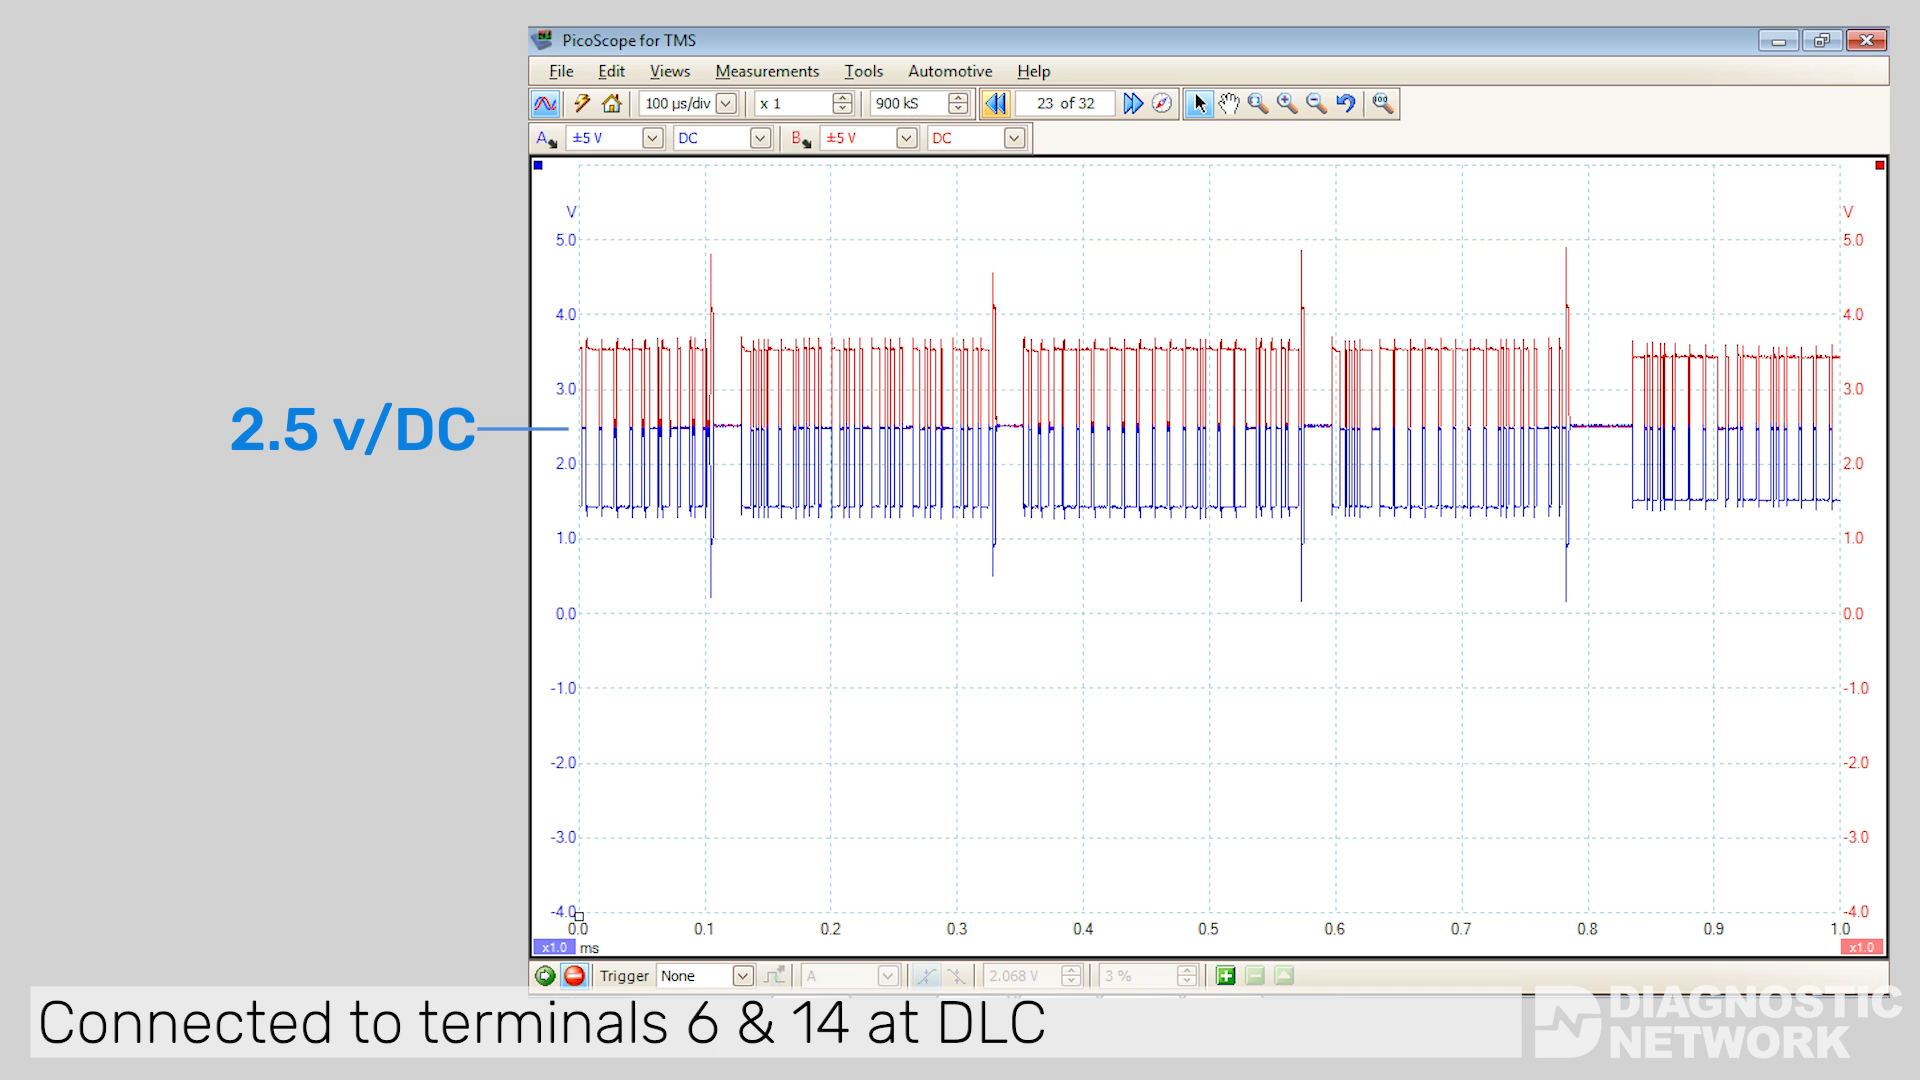 PicoScope for TMS
File Edit Views Measurements Tools Automotive Help
100 µs/div x 1 900 kS 23 of 32
A ±5 V DC B ±5 V DC
V V
5.0 5.0
4.0 4.0
3.0 3.0
2.5 v/DC
2.0 2.0
1.0 1.0
0.0 0.0
-1.0 -1.0
-2.0 -2.0
-3.0 -3.0
-4.0 -4.0
0.0 0.1 0.2 0.3 0.4 0.5 0.6 0.7 0.8 0.9 1.0
x1.0 ms x1.0
Trigger None A 2.068 V 3 %
Connected to terminals 6 & 14 at DLC
DIAGNOSTIC
NETWORK